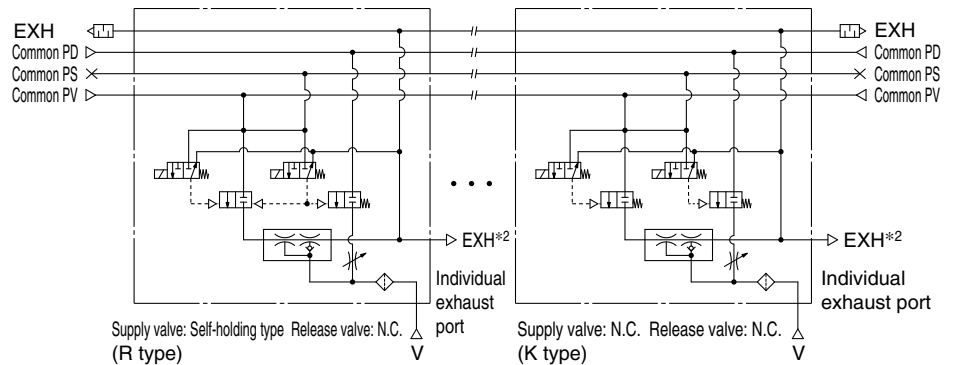 EXH
Common PD
Common PS
Common PV
EXH
Common PD
Common PS
Common PV
EXH*2
Individual
exhaust
port
EXH*2
Individual
exhaust port
Supply valve: Self-holding type Release valve: N.C.
(R type)
V
Supply valve: N.C. Release valve: N.C.
(K type)
V